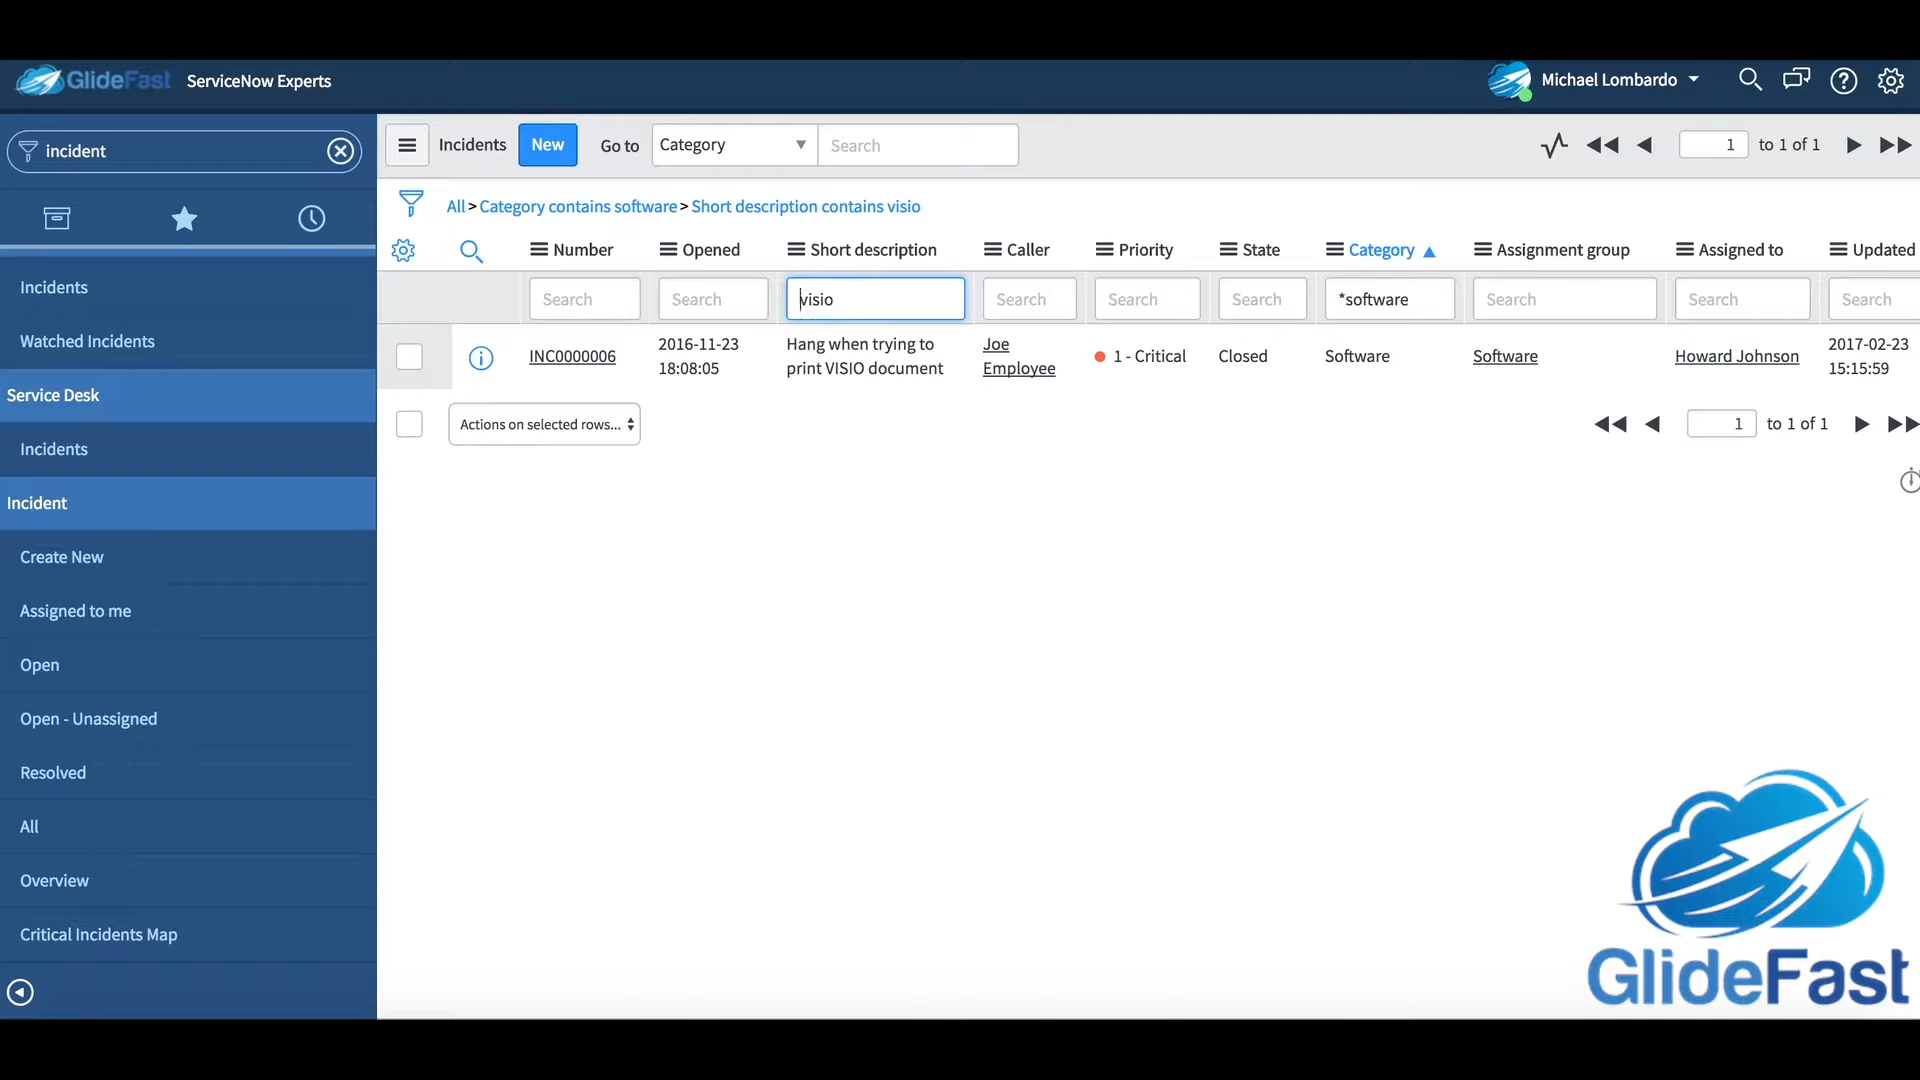 GlideFast ServiceNow Experts
Michael Lombardo
incident
Incidents New Go to Category Search 1 to 1 of 1
All > Category contains software > Short description contains visio
Number Opened Short description Caller Priority State Category Assignment group Assigned to Updated
Search Search visio Search Search Search *software Search Search Search
INC0000006 2016-11-23 18:08:05 Hang when trying to print VISIO document Joe Employee 1 - Critical Closed Software Software Howard Johnson 2017-02-23 15:15:59
Actions on selected rows... 1 to 1 of 1
Incidents
Watched Incidents
Service Desk
Incidents
Incident
Create New
Assigned to me
Open
Open - Unassigned
Resolved
All
Overview
Critical Incidents Map
GlideFast